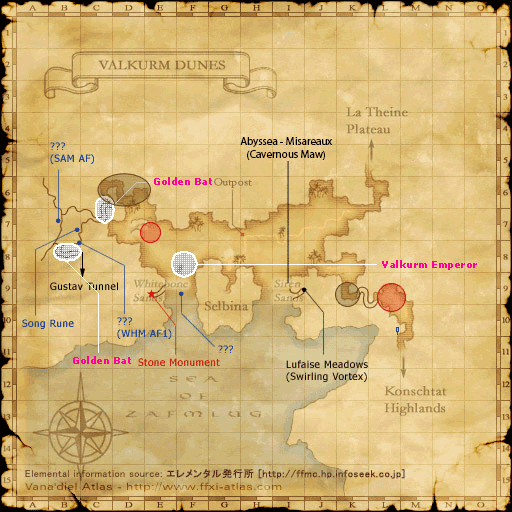 A B C D E F G H I J K L M N O
VALKURM DUNES
La Theine
Plateau
Abyssea - Misareaux
(Cavernous Maw)
???
(SAM AF)
Golden Bat
Outpost
Valkurm Emperor
Gustav Tunnel
Whitebone
Sands
Siren
Sands
Selbina
Song Rune
???
(WHM AF1)
???
Golden Bat
Stone Monument
Lufaise Meadows
(Swirling Vortex)
SEA
OF
ZAFMLUG
Konschtat
Highlands
1
2
3
4
5
6
7
8
9
10
11
12
13
14
15
Elemental information source: エレメンタル発行所 [http://ffmc.hp.infoseek.co.jp]
Vana'diel Atlas - http://www.ffxi-atlas.com
A B C D E F G H I J K L M N O